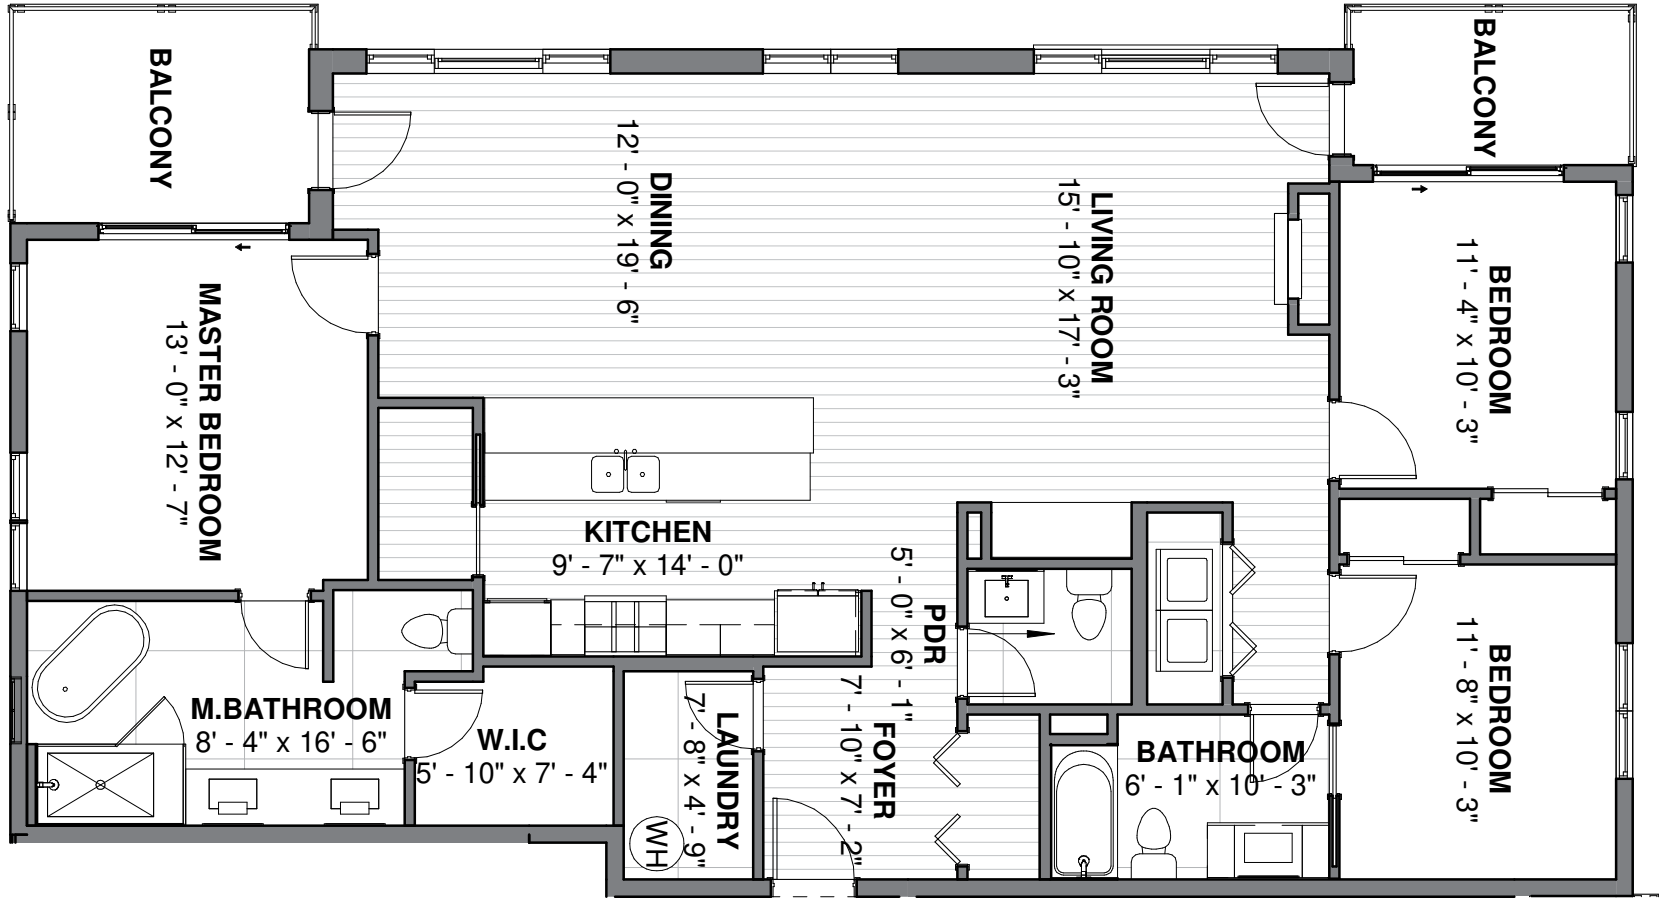 BALCONY
BALCONY
DINING
12' - 0" x 19' - 6"
LIVING ROOM
15' - 10" x 17' - 3"
BEDROOM
11' - 4" x 10' - 3"
MASTER BEDROOM
13' - 0" x 12' - 7"
KITCHEN
9' - 7" x 14' - 0"
PDR
5' - 0" x 6' - 1"
M.BATHROOM
8' - 4" x 16' - 6"
W.I.C
5' - 10" x 7' - 4"
LAUNDRY
7' - 8" x 4' - 9"
WH
FOYER
7' - 10" x 7' - 2"
BATHROOM
6' - 1" x 10' - 3"
BEDROOM
11' - 8" x 10' - 3"